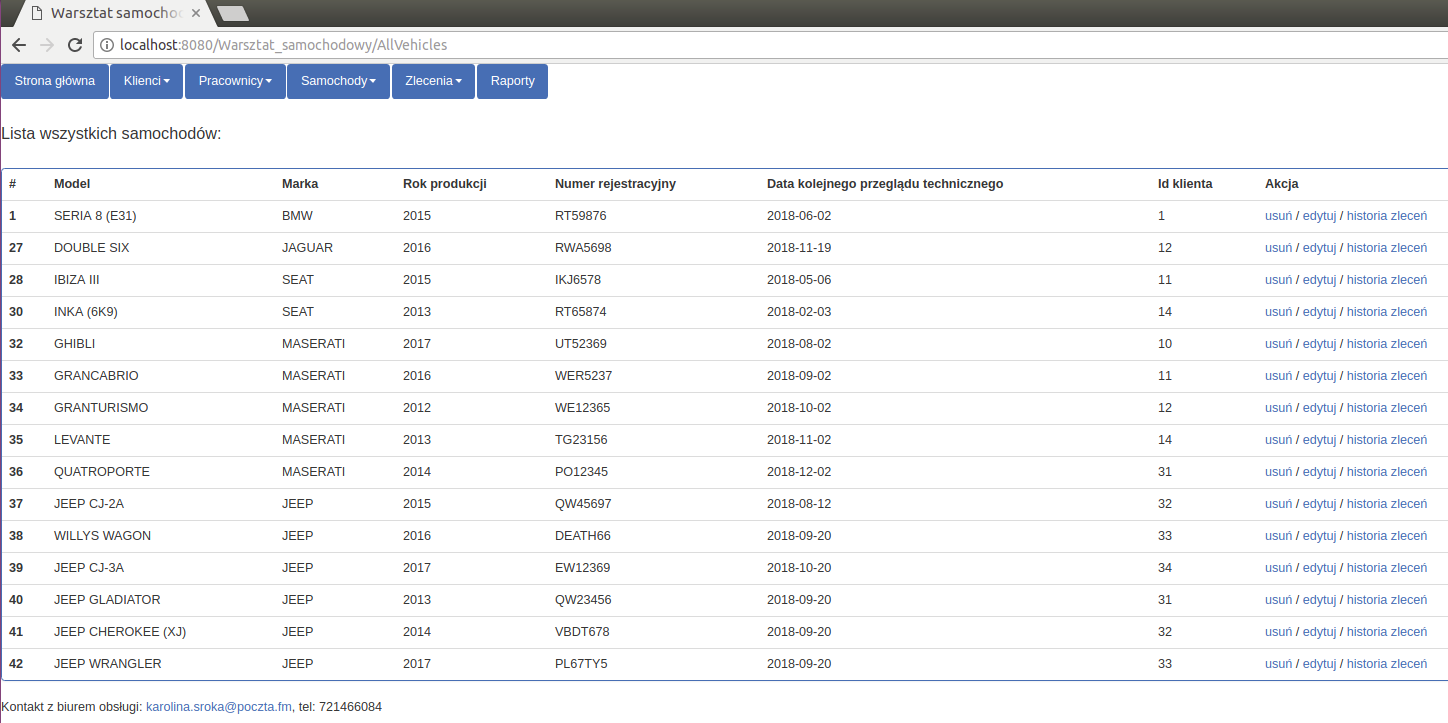 Warsztat samochod
localhost:8080/Warsztat_samochodowy/AllVehicles
Strona główna Klienci Pracownicy Samochody Zlecenia Raporty
Lista wszystkich samochodów:
# Model Marka Rok produkcji Numer rejestracyjny Data kolejnego przeglądu technicznego Id klienta Akcja
1 SERIA 8 (E31) BMW 2015 RT59876 2018-06-02 1 usuń / edytuj / historia zleceń
27 DOUBLE SIX JAGUAR 2016 RWA5698 2018-11-19 12 usuń / edytuj / historia zleceń
28 IBIZA III SEAT 2015 IKJ6578 2018-05-06 11 usuń / edytuj / historia zleceń
30 INKA (6K9) SEAT 2013 RT65874 2018-02-03 14 usuń / edytuj / historia zleceń
32 GHIBLI MASERATI 2017 UT52369 2018-08-02 10 usuń / edytuj / historia zleceń
33 GRANCABRIO MASERATI 2016 WER5237 2018-09-02 11 usuń / edytuj / historia zleceń
34 GRANTURISMO MASERATI 2012 WE12365 2018-10-02 12 usuń / edytuj / historia zleceń
35 LEVANTE MASERATI 2013 TG23156 2018-11-02 14 usuń / edytuj / historia zleceń
36 QUATROPORTE MASERATI 2014 PO12345 2018-12-02 31 usuń / edytuj / historia zleceń
37 JEEP CJ-2A JEEP 2015 QW45697 2018-08-12 32 usuń / edytuj / historia zleceń
38 WILLYS WAGON JEEP 2016 DEATH66 2018-09-20 33 usuń / edytuj / historia zleceń
39 JEEP CJ-3A JEEP 2017 EW12369 2018-10-20 34 usuń / edytuj / historia zleceń
40 JEEP GLADIATOR JEEP 2013 QW23456 2018-09-20 31 usuń / edytuj / historia zleceń
41 JEEP CHEROKEE (XJ) JEEP 2014 VBDT678 2018-09-20 32 usuń / edytuj / historia zleceń
42 JEEP WRANGLER JEEP 2017 PL67TY5 2018-09-20 33 usuń / edytuj / historia zleceń
Kontakt z biurem obsługi: karolina.sroka@poczta.fm, tel: 721466084